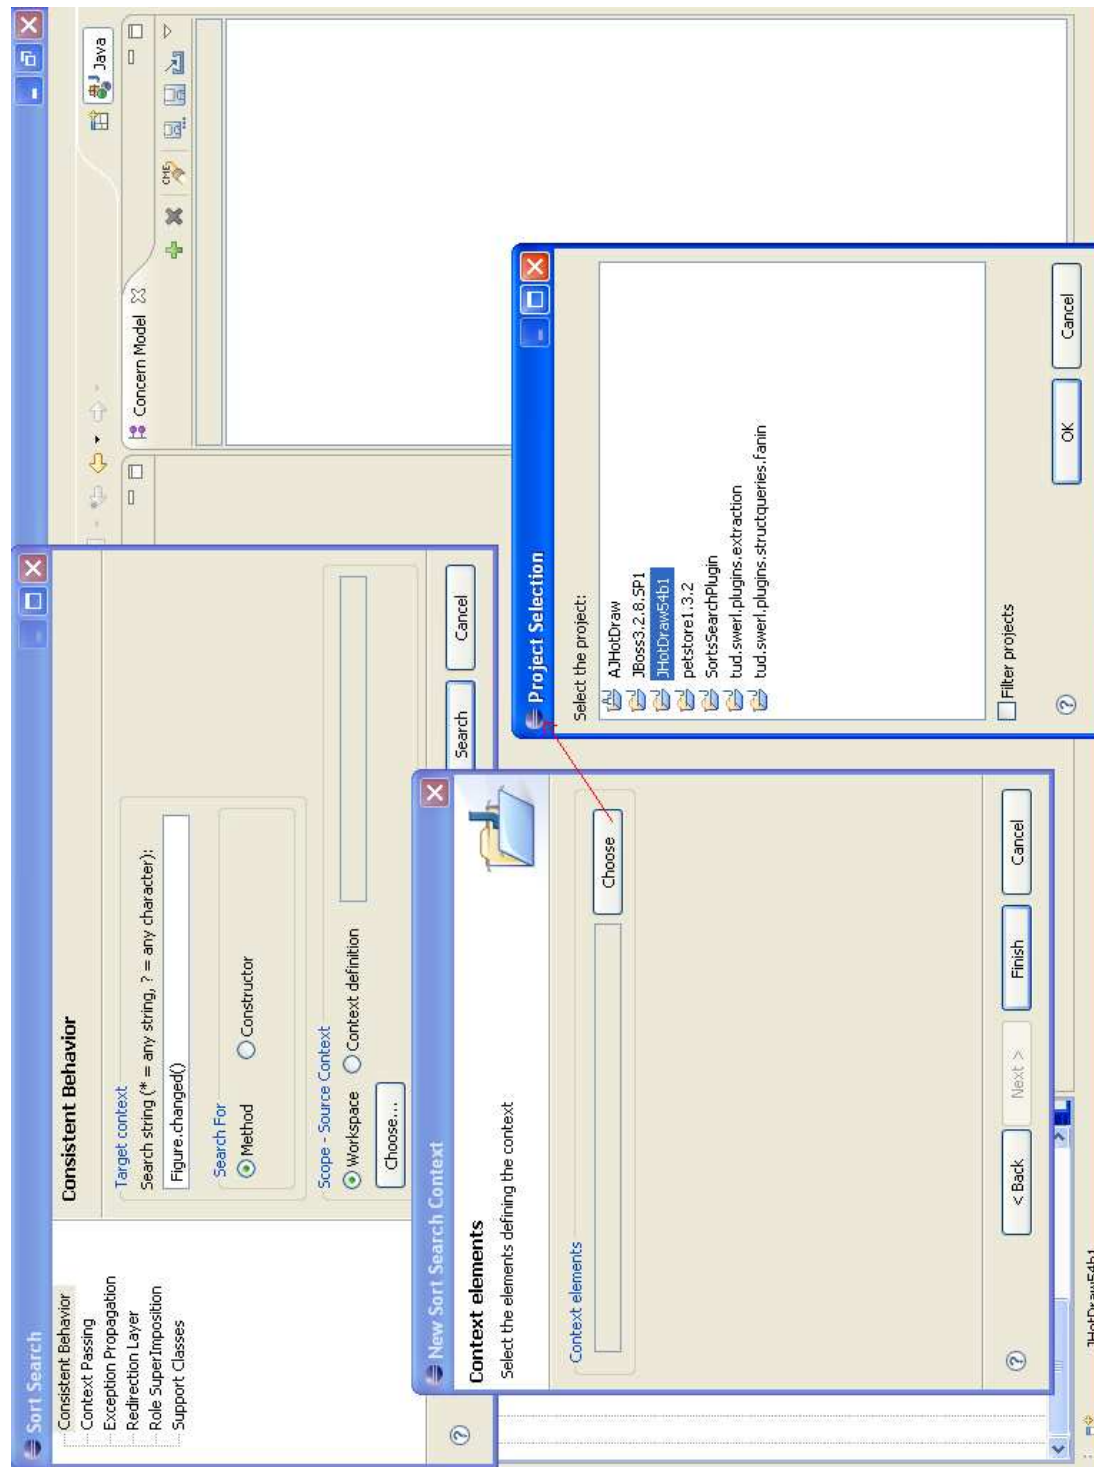 Sort Search
Java
Concern Model
CME
Consistent Behavior
Context Passing
Exception Propagation
Redirection Layer
Role SuperImposition
Support Classes
Consistent Behavior
Target context
Search string (* = any string, ? = any character):
Figure.changed()
Search For
Method
Constructor
Scope - Source Context
Workspace
Context definition
Choose...
Search
Cancel
New Sort Search Context
Context elements
Select the elements defining the context
Context elements
Choose
< Back
Next >
Finish
Cancel
Project Selection
Select the project:
AJHotDraw
JBoss3.2.8.SP1
JHotDraw54b1
petstore1.3.2
SortsSearchPlugin
tud.swerl.plugins.extraction
tud.swerl.plugins.structqueries.fanin
Filter projects
OK
Cancel
JHotDraw54b1